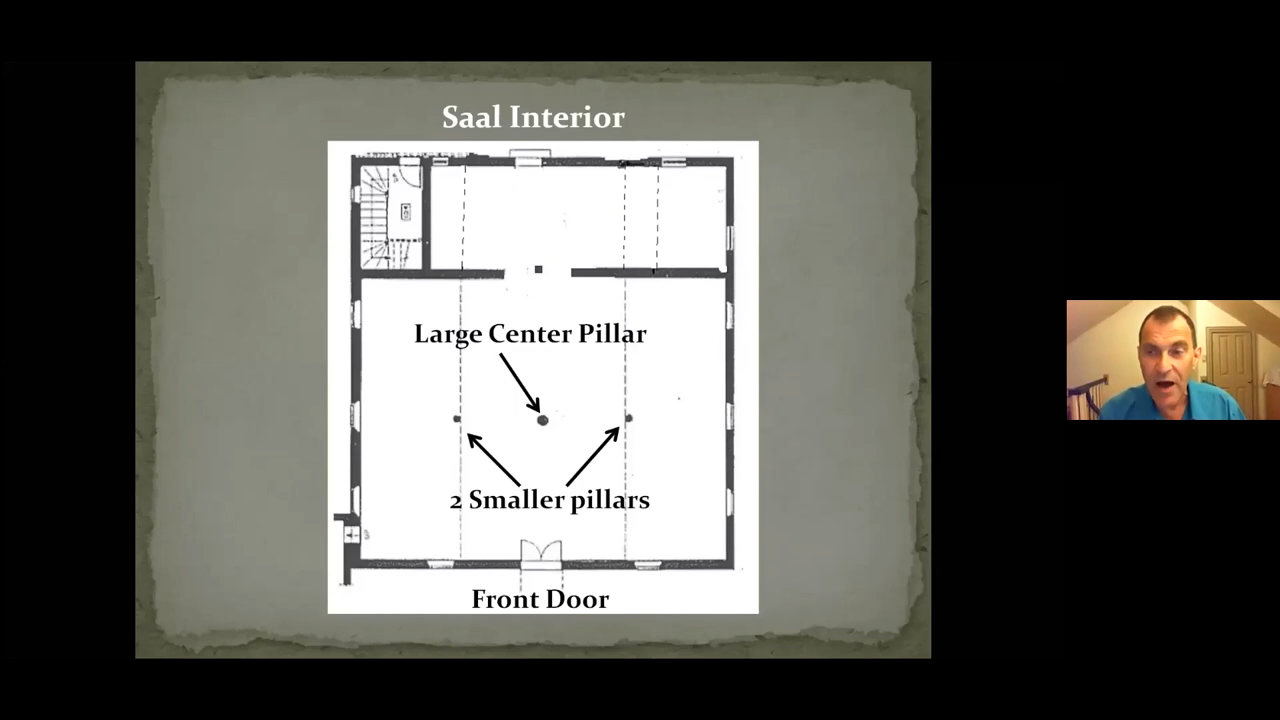 Saal Interior
Large Center Pillar
2 Smaller pillars
Front Door